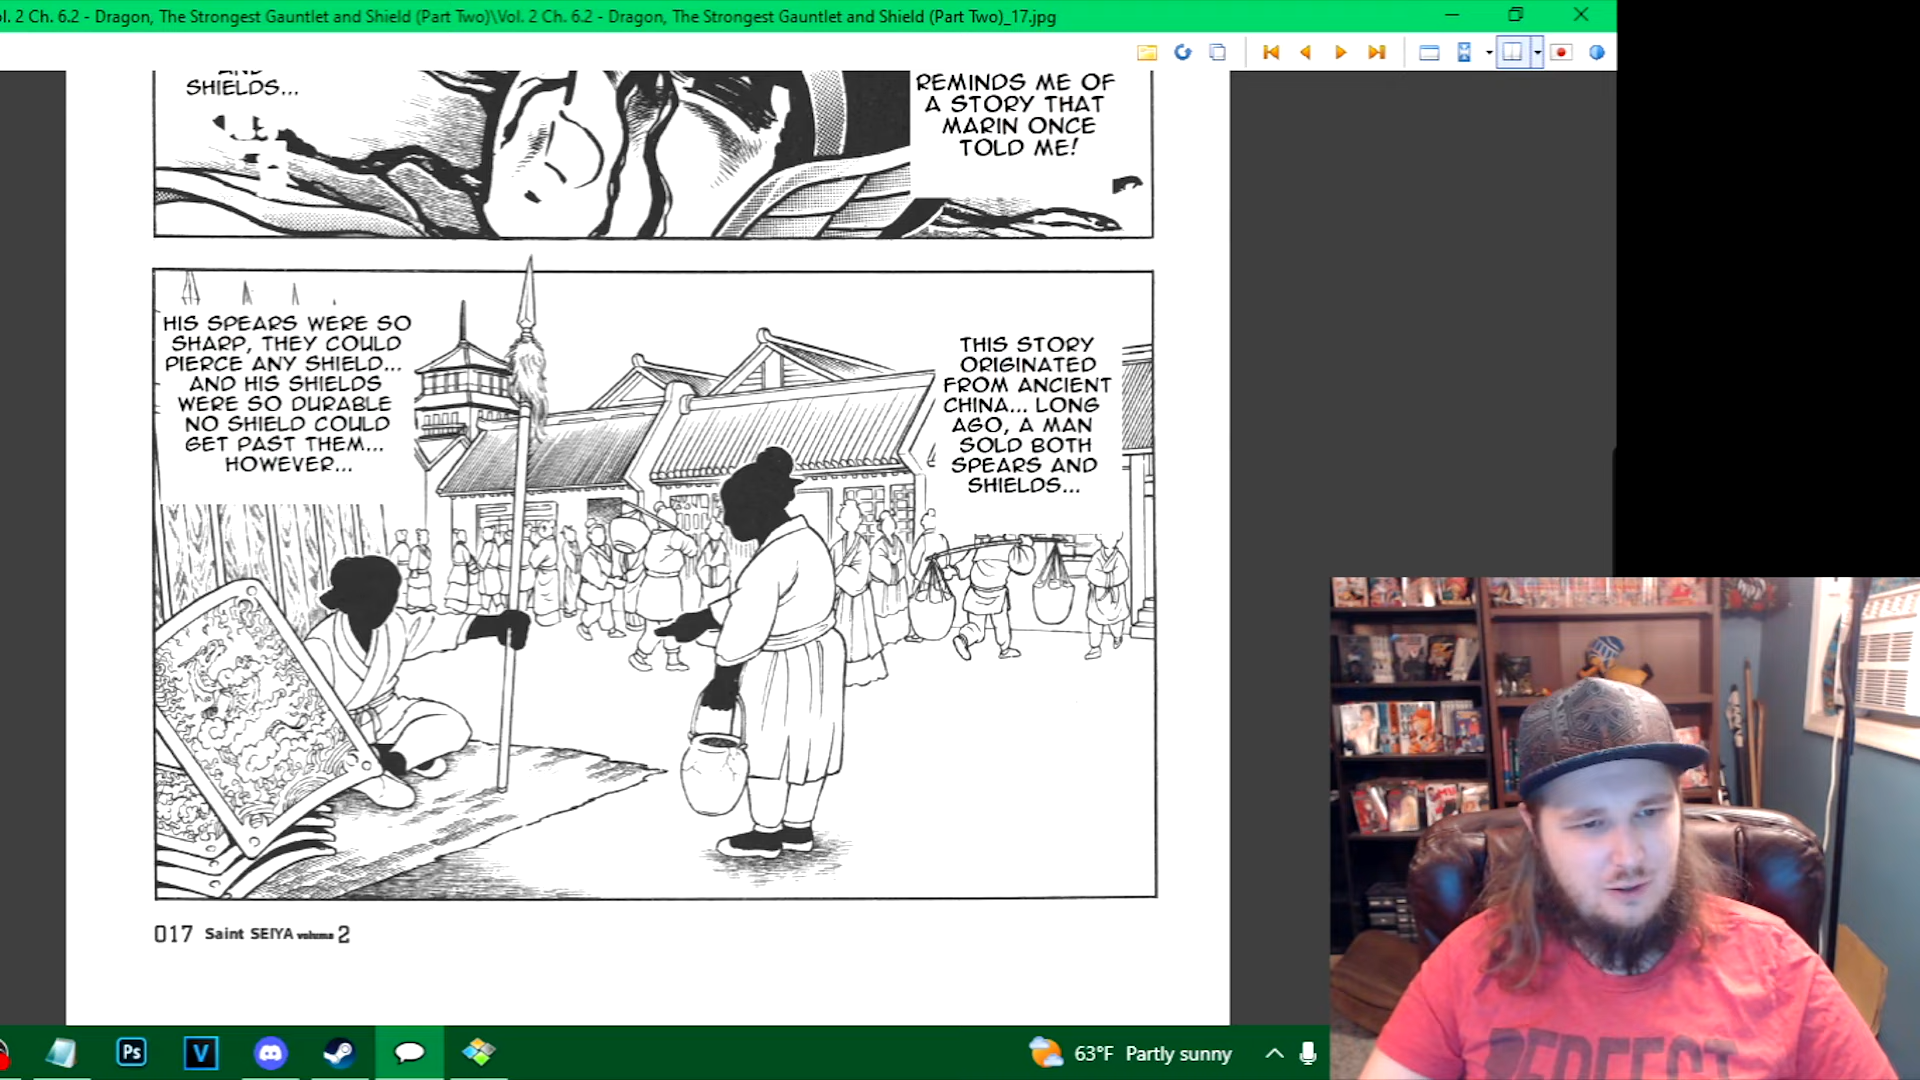 ol. 2 Ch. 6.2 - Dragon, The Strongest Gauntlet and Shield (Part Two)\Vol. 2 Ch. 6.2 - Dragon, The Strongest Gauntlet and Shield (Part Two)_17.jpg
AND
SHIELDS...
REMINDS ME OF
A STORY THAT
MARIN ONCE
TOLD ME!
THIS STORY
ORIGINATED
FROM ANCIENT
CHINA... LONG
AGO, A MAN
SOLD BOTH
SPEARS AND
SHIELDS...
HIS SPEARS WERE SO
SHARP, THEY COULD
PIERCE ANY SHIELD...
AND HIS SHIELDS
WERE SO DURABLE
NO SHIELD COULD
GET PAST THEM...
HOWEVER...
017 Saint SEIYA volume 2
Ps
V
63°F Partly sunny
PERFECT